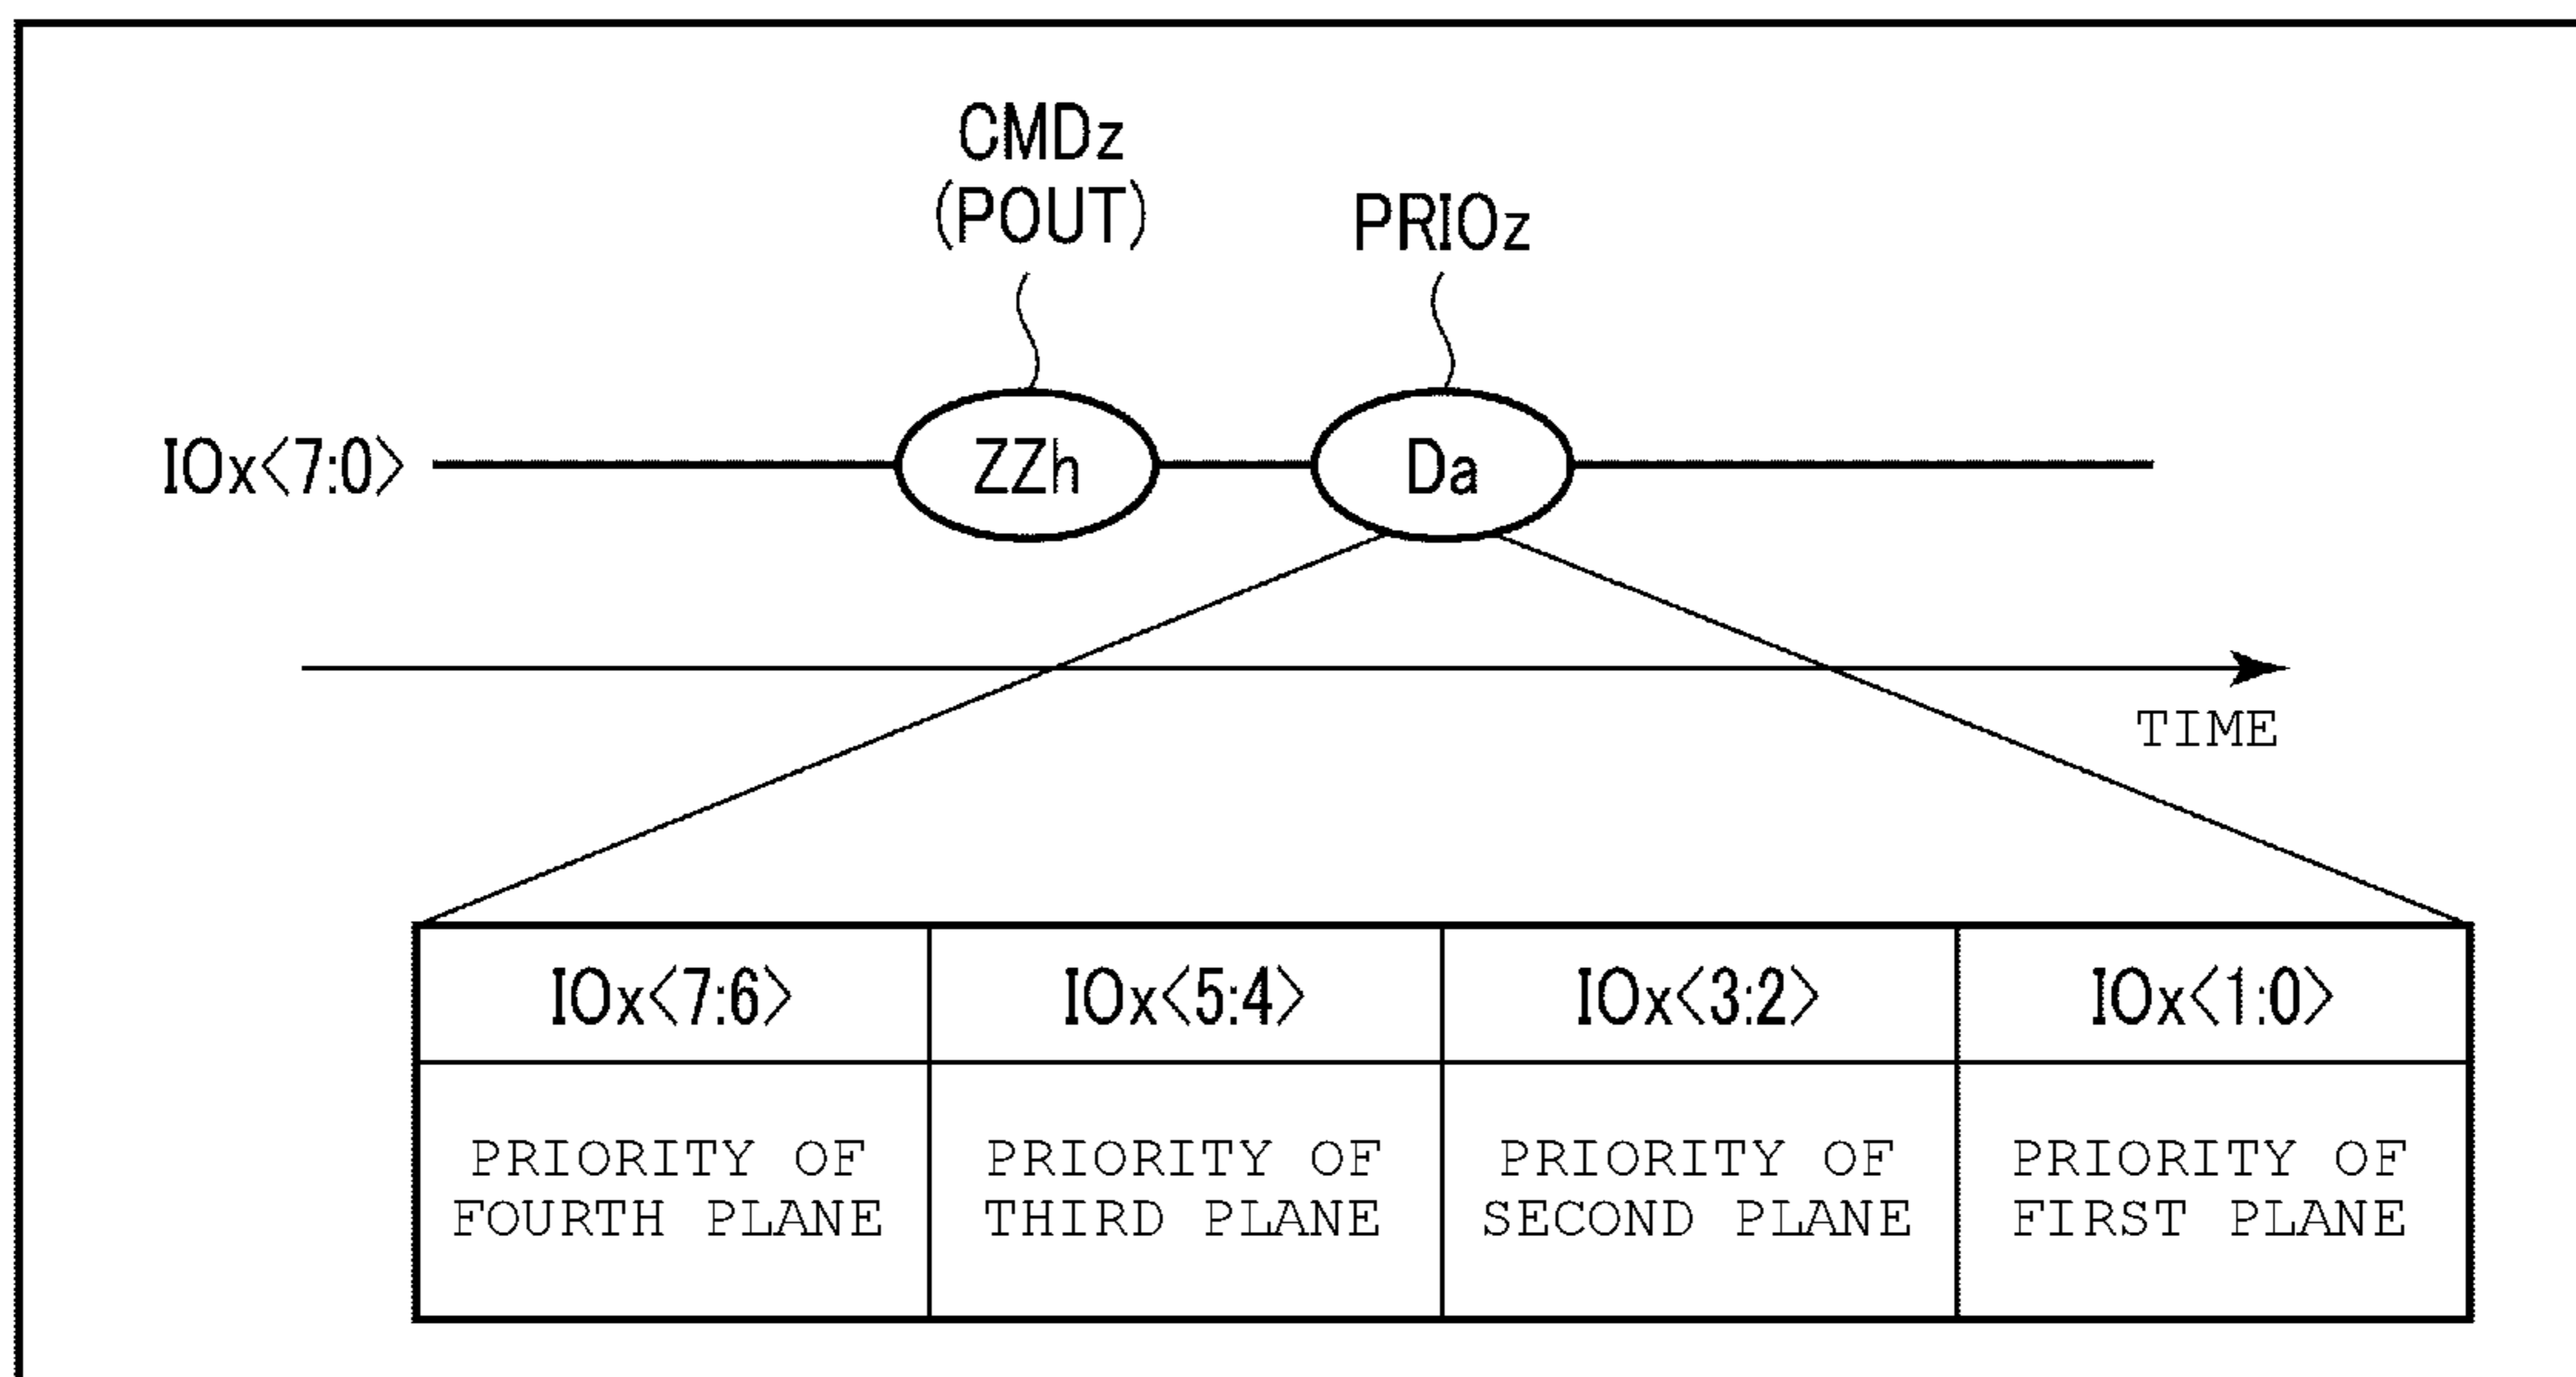 CMDz
(POUT)
PRIOz
IOx<7:0>
ZZh
Da
TIME
IOx<7:6>
IOx<5:4>
IOx<3:2>
IOx<1:0>
PRIORITY OF
FOURTH PLANE
PRIORITY OF
THIRD PLANE
PRIORITY OF
SECOND PLANE
PRIORITY OF
FIRST PLANE